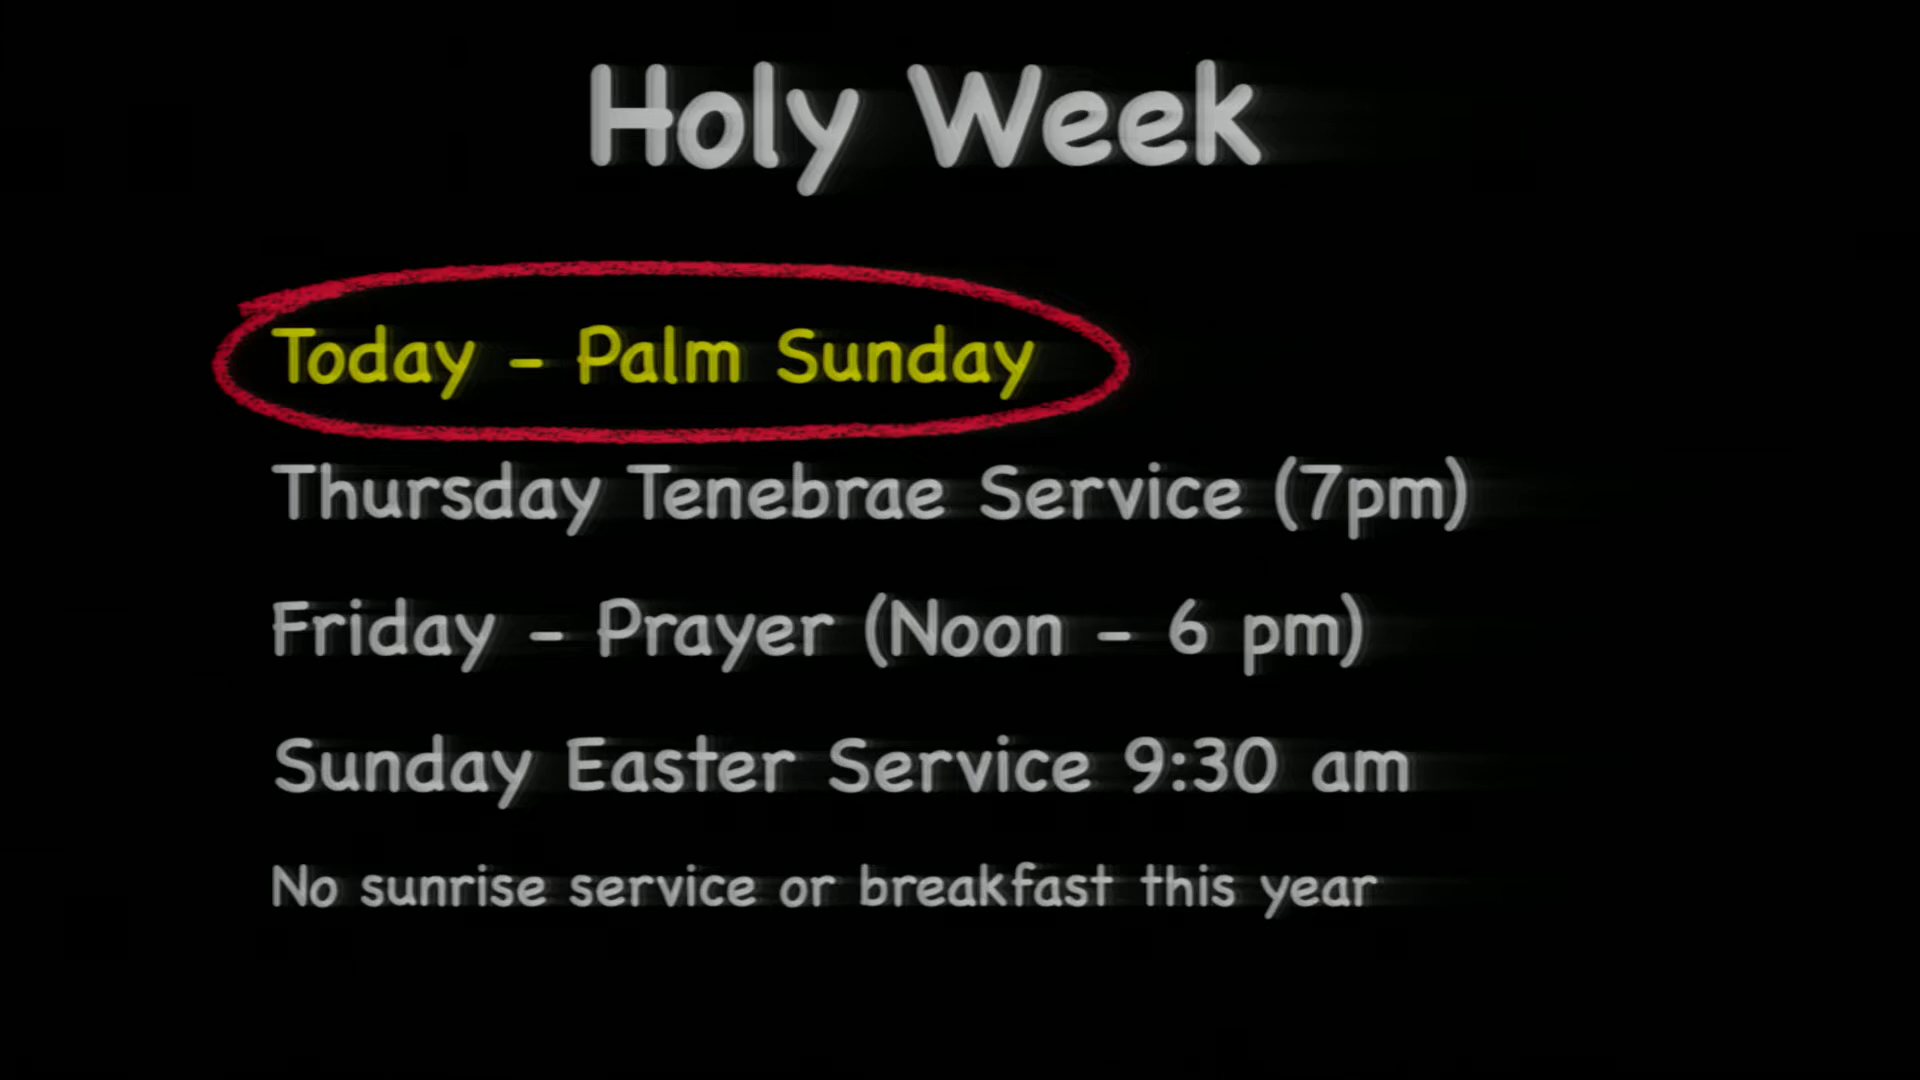 Holy Week
Today - Palm Sunday
Thursday Tenebrae Service (7pm)
Friday - Prayer (Noon - 6 pm)
Sunday Easter Service 9:30 am
No sunrise service or breakfast this year